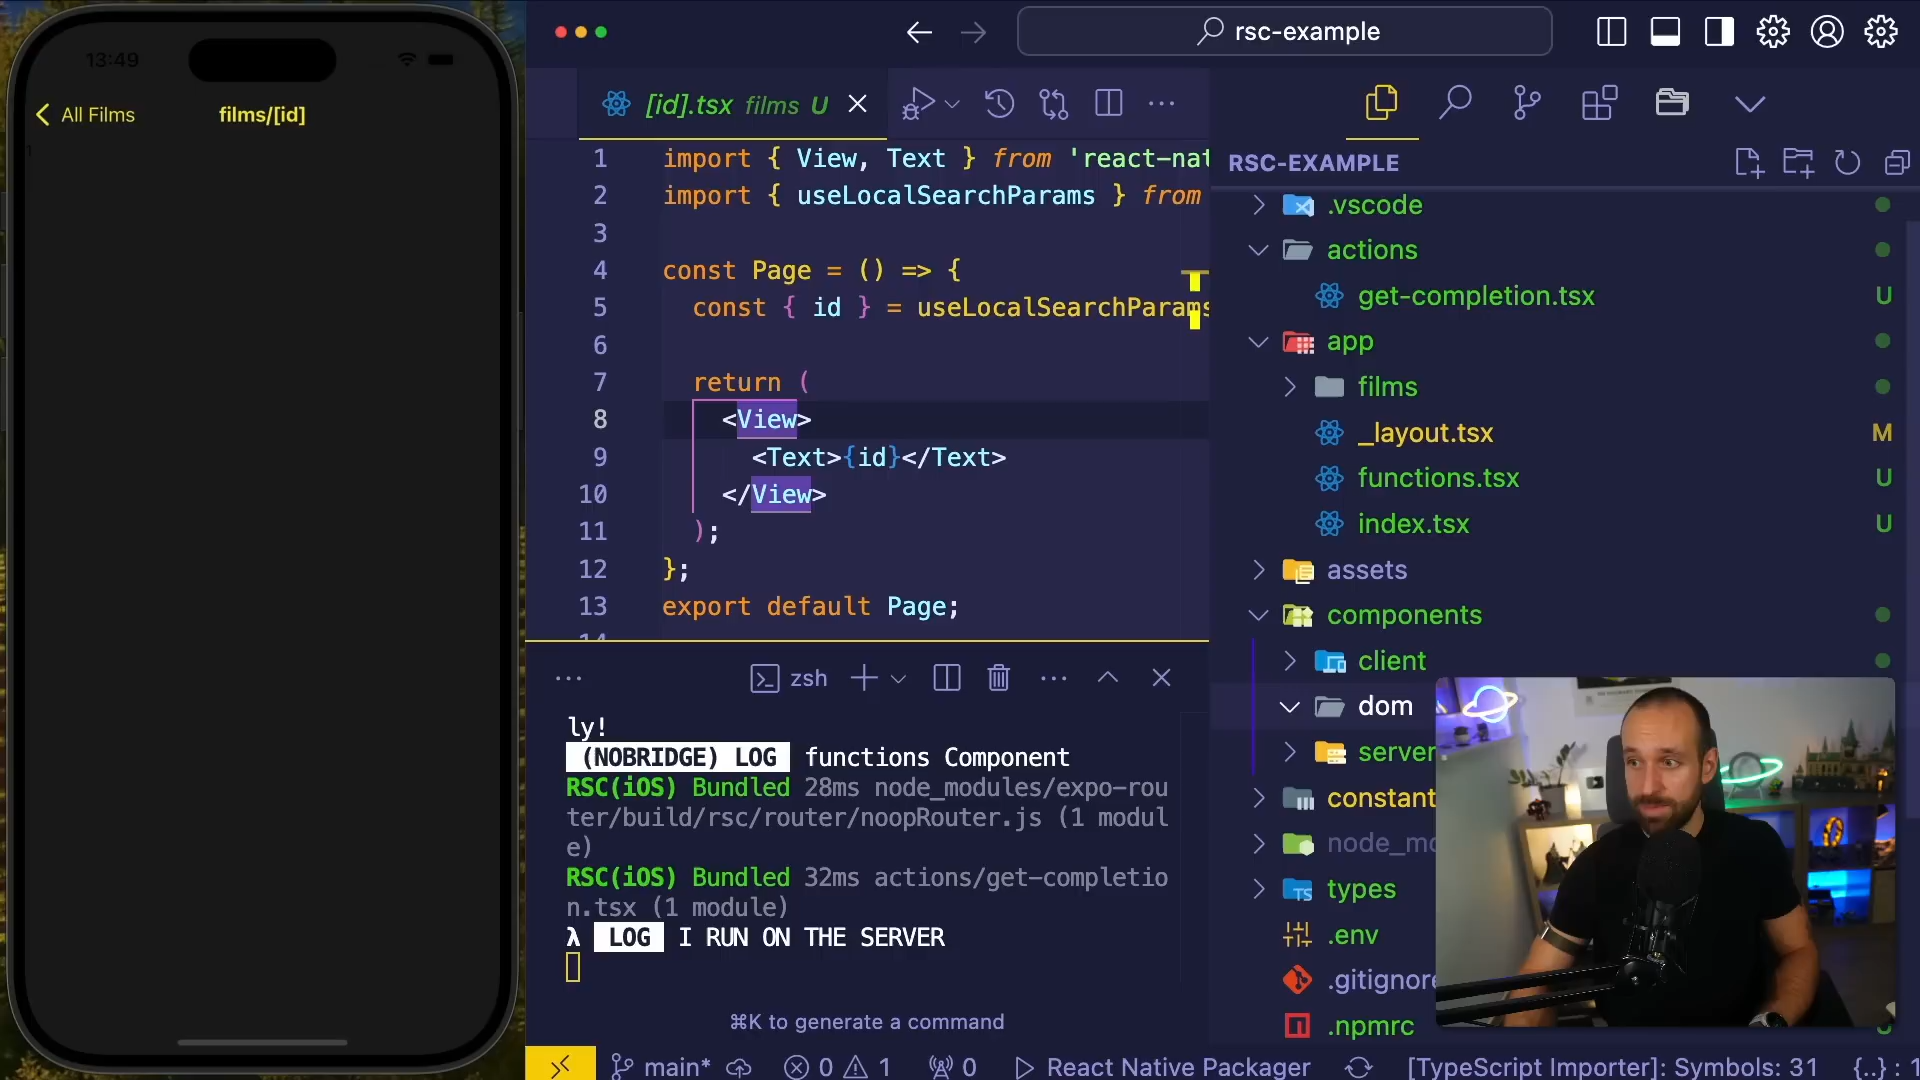 13:49
All Films
films/[id]
1
rsc-example
[id].tsx films U
1 import { View, Text } from 'react-nat
2 import { useLocalSearchParams } from
3
4 const Page = () => {
5 const { id } = useLocalSearchParams
6
7 return (
8 <View>
9 <Text>{id}</Text>
10 </View>
11 );
12 };
13 export default Page;
14
zsh
ly!
(NOBRIDGE) LOG functions Component
RSC(iOS) Bundled 28ms node_modules/expo-rou
ter/build/rsc/router/noopRouter.js (1 modul
e)
RSC(iOS) Bundled 32ms actions/get-completio
n.tsx (1 module)
λ LOG I RUN ON THE SERVER
⌘K to generate a command
RSC-EXAMPLE
.vscode
actions
get-completion.tsx U
app
films
_layout.tsx M
functions.tsx U
index.tsx U
assets
components
client
dom
server
constant
node_mo
types
TS
.env
.gitignore
.npmrc
main* 0 1 0 React Native Packager [TypeScript Importer]: Symbols: 31 {..} : 1